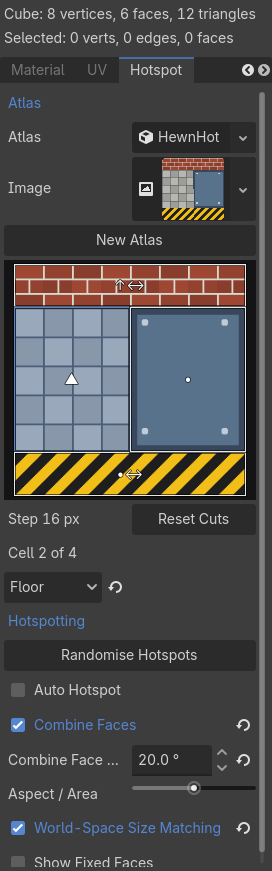 Cube: 8 vertices, 6 faces, 12 triangles
Selected: 0 verts, 0 edges, 0 faces
Material UV Hotspot
Atlas
Atlas HewnHot
Image
New Atlas
Step 16 px Reset Cuts
Cell 2 of 4
Floor
Hotspotting
Randomise Hotspots
Auto Hotspot
Combine Faces
Combine Face ... 20.0 °
Aspect / Area
World-Space Size Matching
Show Fixed Faces